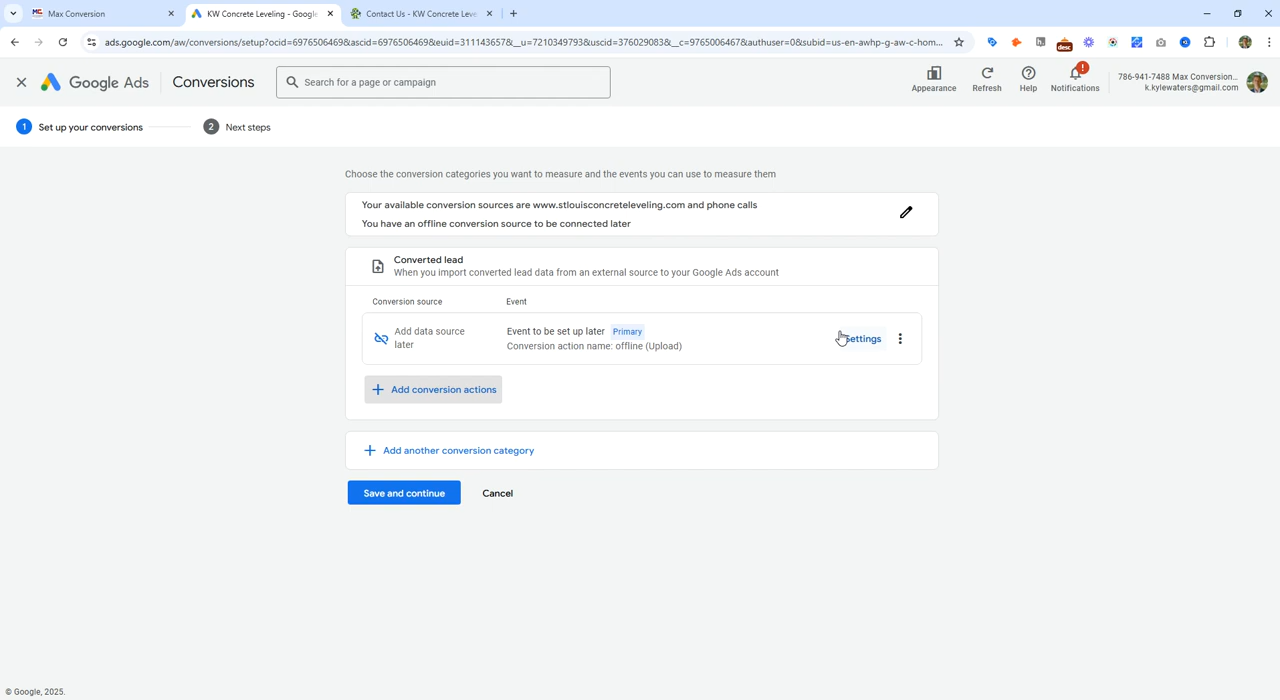 Max Conversion
KW Concrete Leveling - Google
Contact Us - KW Concrete Leve
ads.google.com/aw/conversions/setup?ocid=6976506469&ascid=6976506469&euid=311143657&__u=7210349793&uscid=376029083&__c=9765006467&authuser=0&subid=us-en-awhp-g-aw-c-hom...
desc
Google Ads
Conversions
Search for a page or campaign
Appearance
Refresh
Help
Notifications
!
786-941-7488 Max Conversion...
k.kylewaters@gmail.com
1 Set up your conversions
2 Next steps
Choose the conversion categories you want to measure and the events you can use to measure them
Your available conversion sources are www.stlouisconcreteleveling.com and phone calls
You have an offline conversion source to be connected later
Converted lead
When you import converted lead data from an external source to your Google Ads account
Conversion source
Event
Add data source
later
Event to be set up later Primary
Conversion action name: offline (Upload)
Settings
+ Add conversion actions
+ Add another conversion category
Save and continue
Cancel
© Google, 2025.